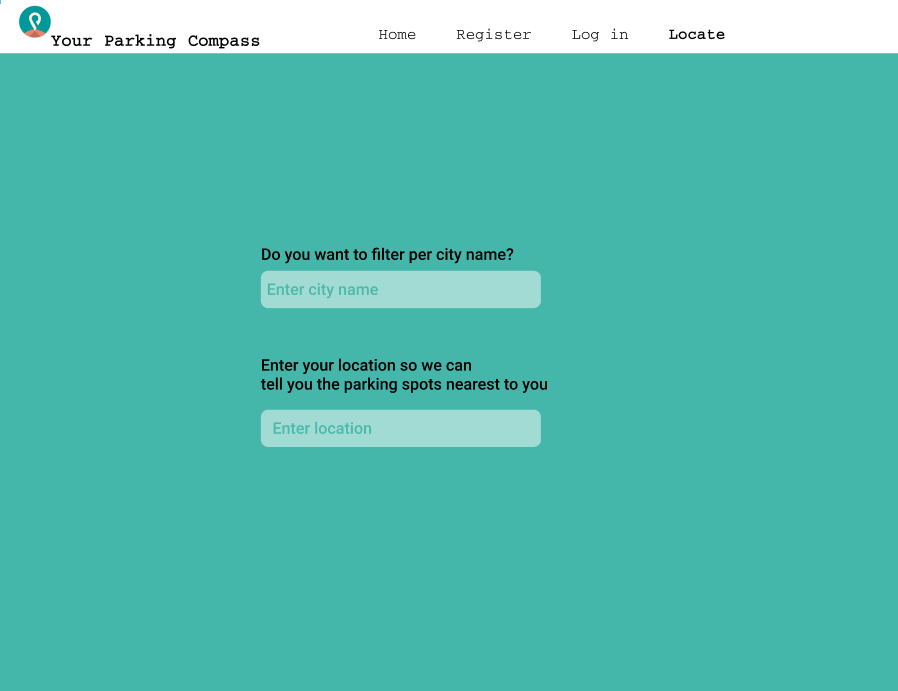 Your Parking Compass
Home Register Log in Locate
Do you want to filter per city name?
Enter city name
Enter your location so we can
tell you the parking spots nearest to you
Enter location